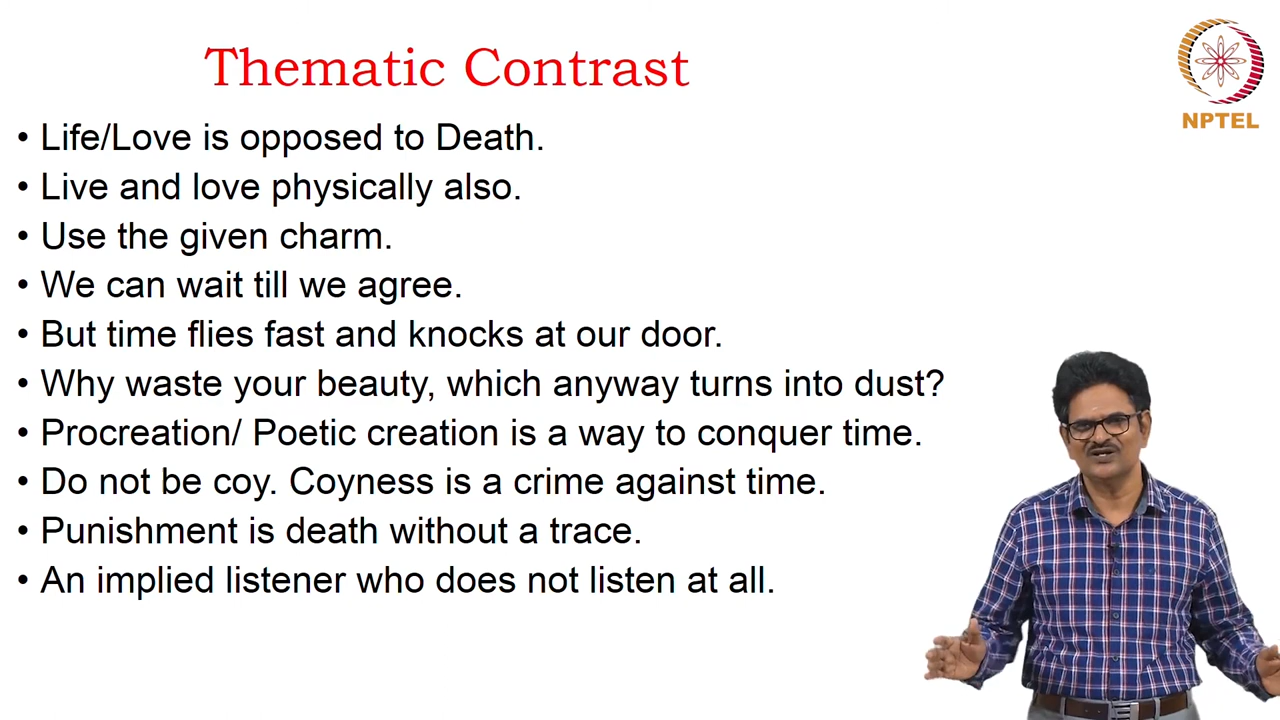 Thematic Contrast
NPTEL
• Life/Love is opposed to Death.
• Live and love physically also.
• Use the given charm.
• We can wait till we agree.
• But time flies fast and knocks at our door.
• Why waste your beauty, which anyway turns into dust?
• Procreation/ Poetic creation is a way to conquer time.
• Do not be coy. Coyness is a crime against time.
• Punishment is death without a trace.
• An implied listener who does not listen at all.